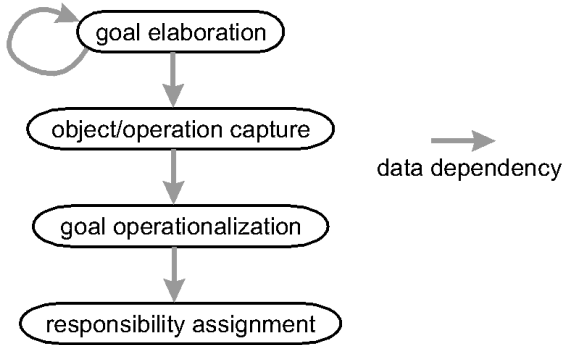 goal elaboration
object/operation capture
data dependency
goal operationalization
responsibility assignment